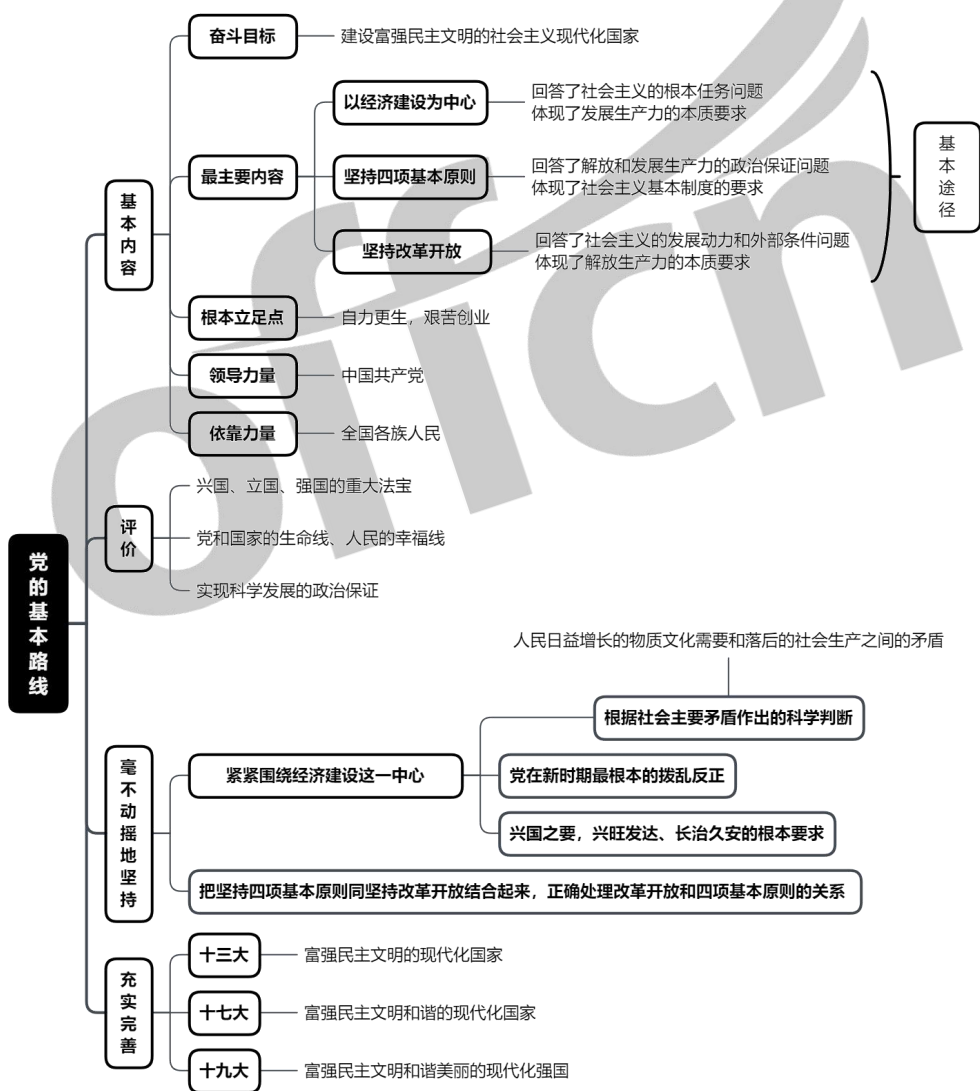 党的基本路线
基本内容
奋斗目标
建设富强民主文明的社会主义现代化国家
最主要内容
以经济建设为中心
回答了社会主义的根本任务问题
体现了发展生产力的本质要求
坚持四项基本原则
回答了解放和发展生产力的政治保证问题
体现了社会主义基本制度的要求
坚持改革开放
回答了社会主义的发展动力和外部条件问题
体现了解放生产力的本质要求
基本途径
根本立足点
自力更生，艰苦创业
领导力量
中国共产党
依靠力量
全国各族人民
评价
兴国、立国、强国的重大法宝
党和国家的生命线、人民的幸福线
实现科学发展的政治保证
毫不动摇地坚持
紧紧围绕经济建设这一中心
人民日益增长的物质文化需要和落后的社会生产之间的矛盾
根据社会主要矛盾作出的科学判断
党在新时期最根本的拨乱反正
兴国之要，兴旺发达、长治久安的根本要求
把坚持四项基本原则同坚持改革开放结合起来，正确处理改革开放和四项基本原则的关系
充实完善
十三大
富强民主文明的现代化国家
十七大
富强民主文明和谐的现代化国家
十九大
富强民主文明和谐美丽的现代化强国
offcn